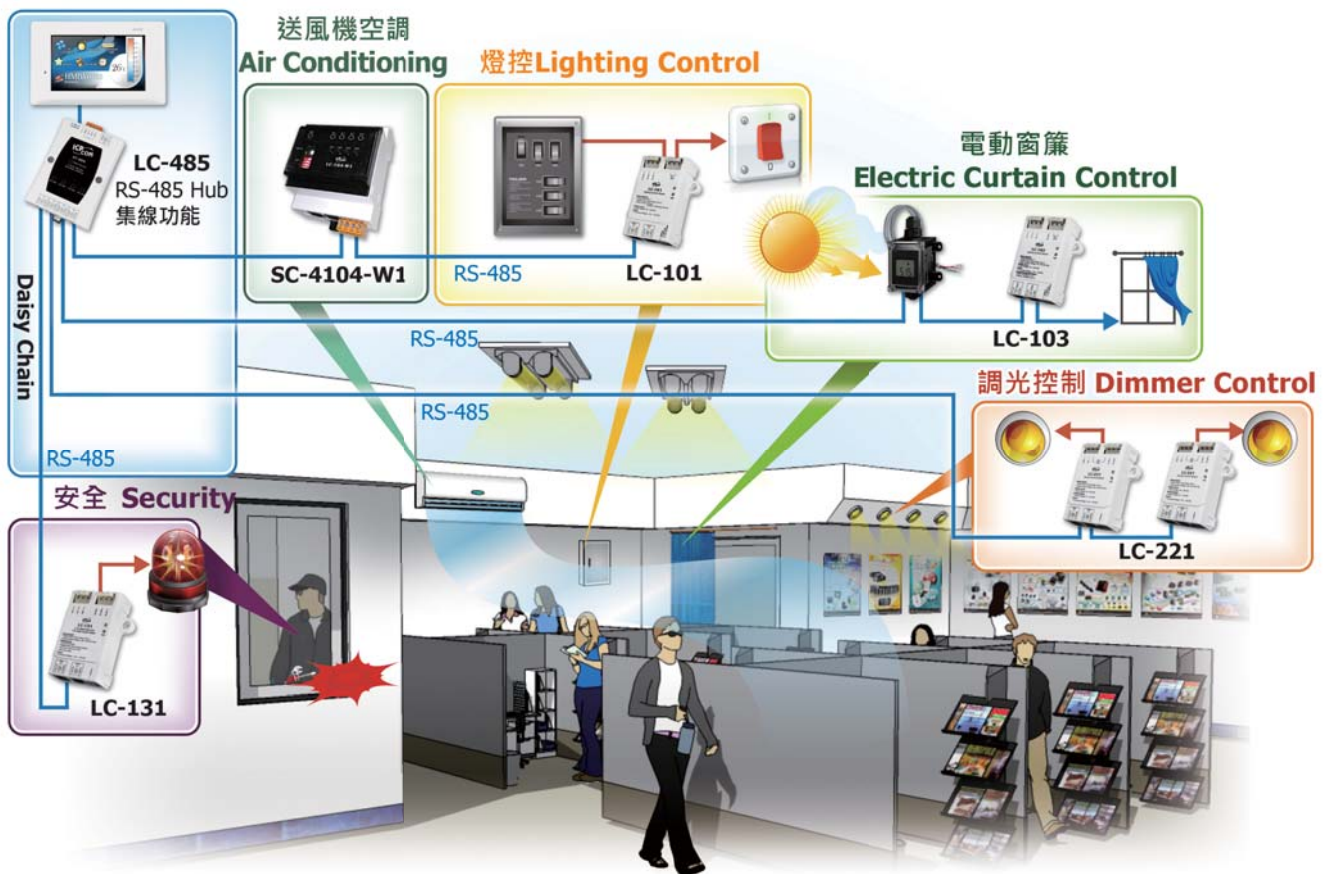 送風機空調
Air Conditioning
燈控Lighting Control
電動窗簾
Electric Curtain Control
LC-485
RS-485 Hub
集線功能
SC-4104-W1
RS-485
LC-101
LC-103
RS-485
Daisy Chain
調光控制 Dimmer Control
RS-485
RS-485
安全 Security
LC-221
LC-131